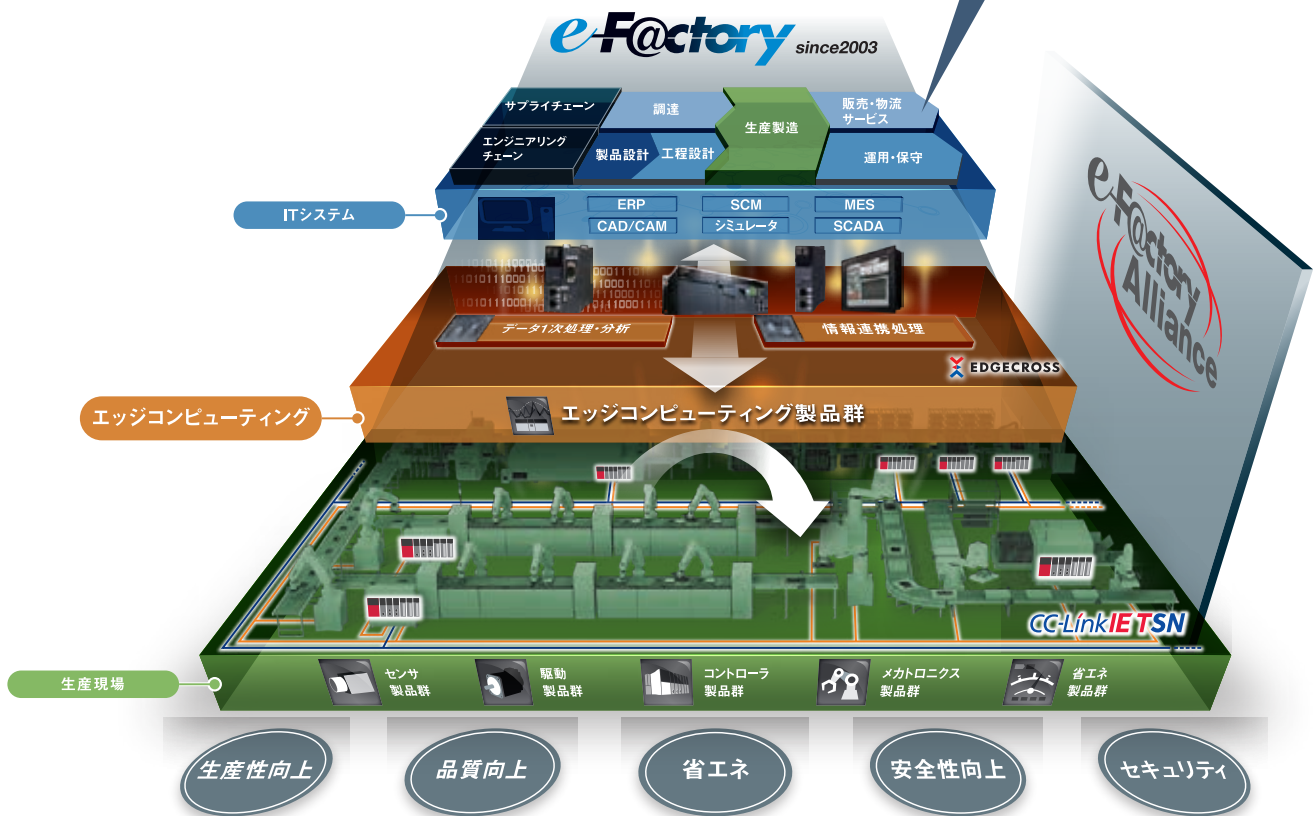 e-F@ctory since2003
サプライチェーン
調達
生産製造
販売・物流
サービス
エンジニアリング
チェーン
製品設計
工程設計
運用・保守
ITシステム
ERP
SCM
MES
CAD/CAM
シミュレータ
SCADA
e-F@ctory
Alliance
データ1次処理・分析
情報連携処理
EDGECROSS
エッジコンピューティング
エッジコンピューティング製品群
CC-Link IE TSN
生産現場
センサ
製品群
駆動
製品群
コントローラ
製品群
メカトロニクス
製品群
省エネ
製品群
生産性向上
品質向上
省エネ
安全性向上
セキュリティ